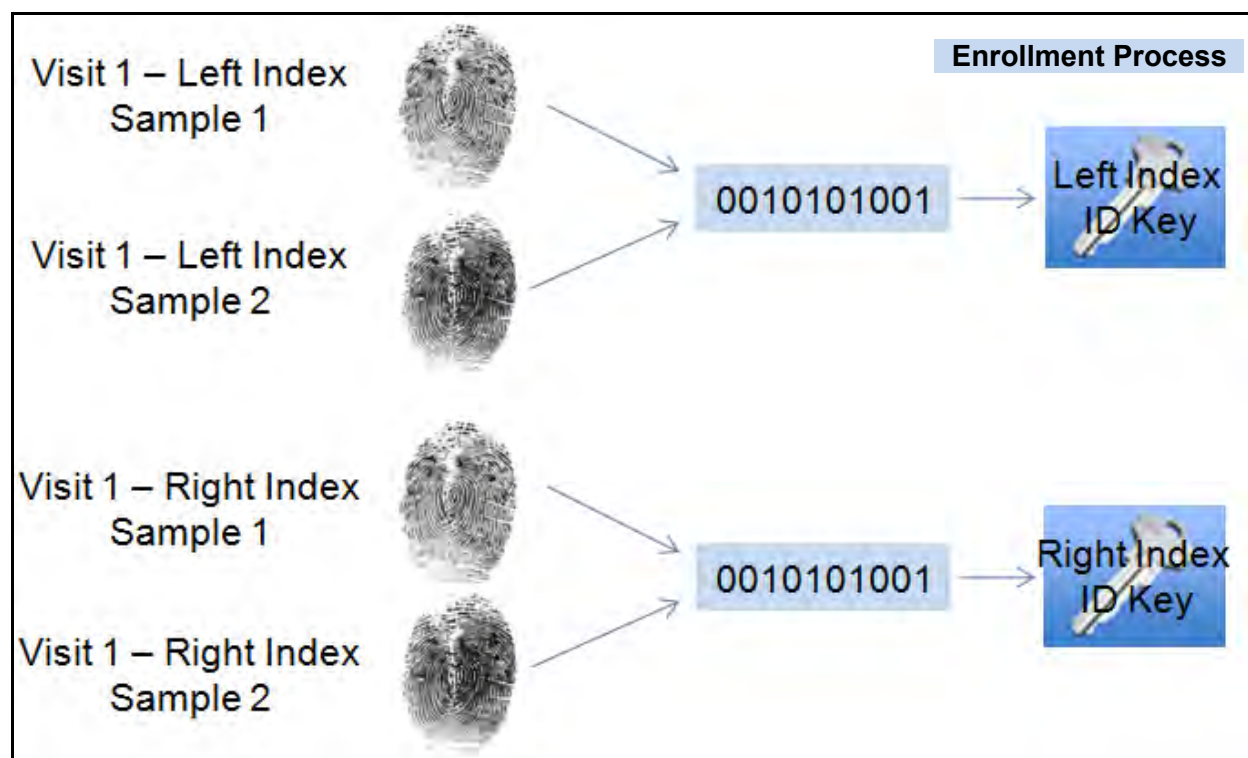 Enrollment Process
Visit 1 – Left Index
Sample 1
Visit 1 – Left Index
Sample 2
0010101001
Left Index
ID Key
Visit 1 – Right Index
Sample 1
Visit 1 – Right Index
Sample 2
0010101001
Right Index
ID Key